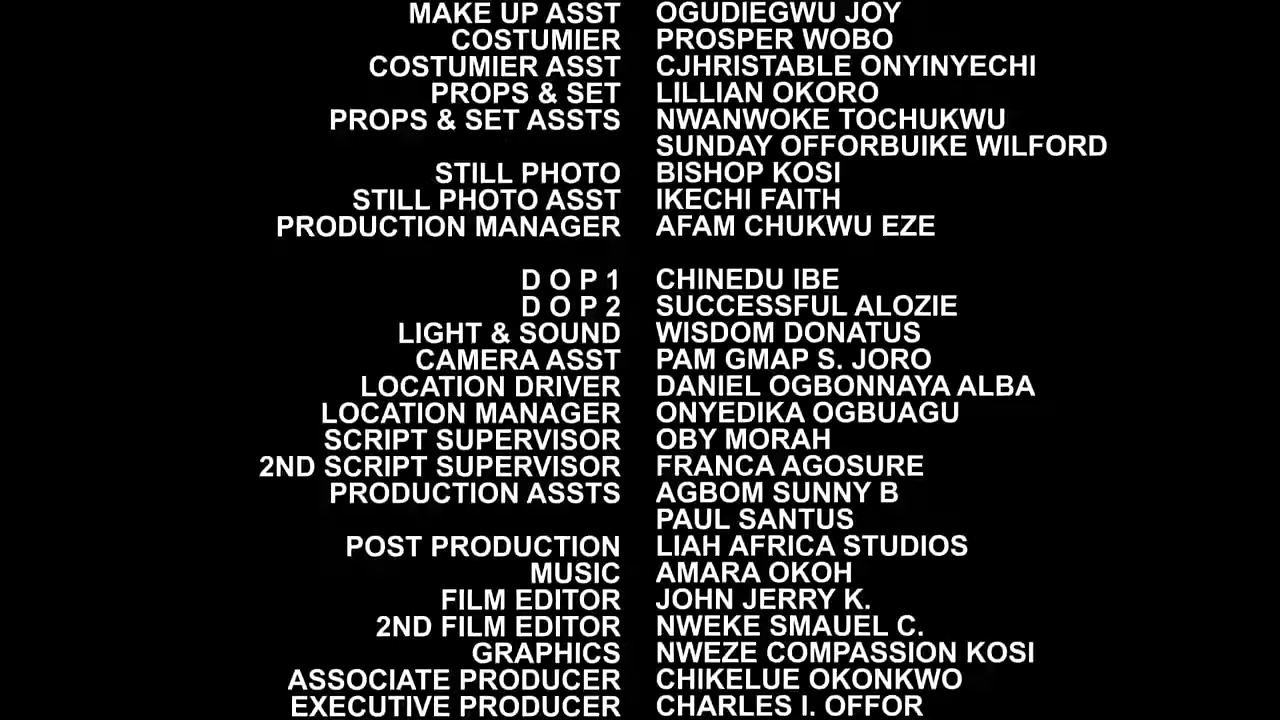 MAKE UP ASST OGUDIEGWU JOY
COSTUMIER PROSPER WOBO
COSTUMIER ASST CJHRISTABLE ONYINYECHI
PROPS & SET LILLIAN OKORO
PROPS & SET ASSTS NWANWOKE TOCHUKWU
SUNDAY OFFORBUIKE WILFORD
STILL PHOTO BISHOP KOSI
STILL PHOTO ASST IKECHI FAITH
PRODUCTION MANAGER AFAM CHUKWU EZE
D O P 1 CHINEDU IBE
D O P 2 SUCCESSFUL ALOZIE
LIGHT & SOUND WISDOM DONATUS
CAMERA ASST PAM GMAP S. JORO
LOCATION DRIVER DANIEL OGBONNAYA ALBA
LOCATION MANAGER ONYEDIKA OGBUAGU
SCRIPT SUPERVISOR OBY MORAH
2ND SCRIPT SUPERVISOR FRANCA AGOSURE
PRODUCTION ASSTS AGBOM SUNNY B
PAUL SANTUS
POST PRODUCTION LIAH AFRICA STUDIOS
MUSIC AMARA OKOH
FILM EDITOR JOHN JERRY K.
2ND FILM EDITOR NWEKE SMAUEL C.
GRAPHICS NWEZE COMPASSION KOSI
ASSOCIATE PRODUCER CHIKELUE OKONKWO
EXECUTIVE PRODUCER CHARLES I. OFFOR